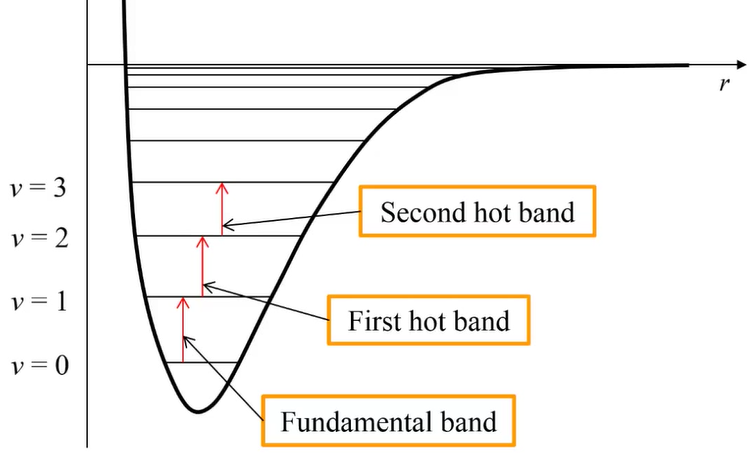 r
v = 3
Second hot band
v = 2
v = 1
First hot band
v = 0
Fundamental band